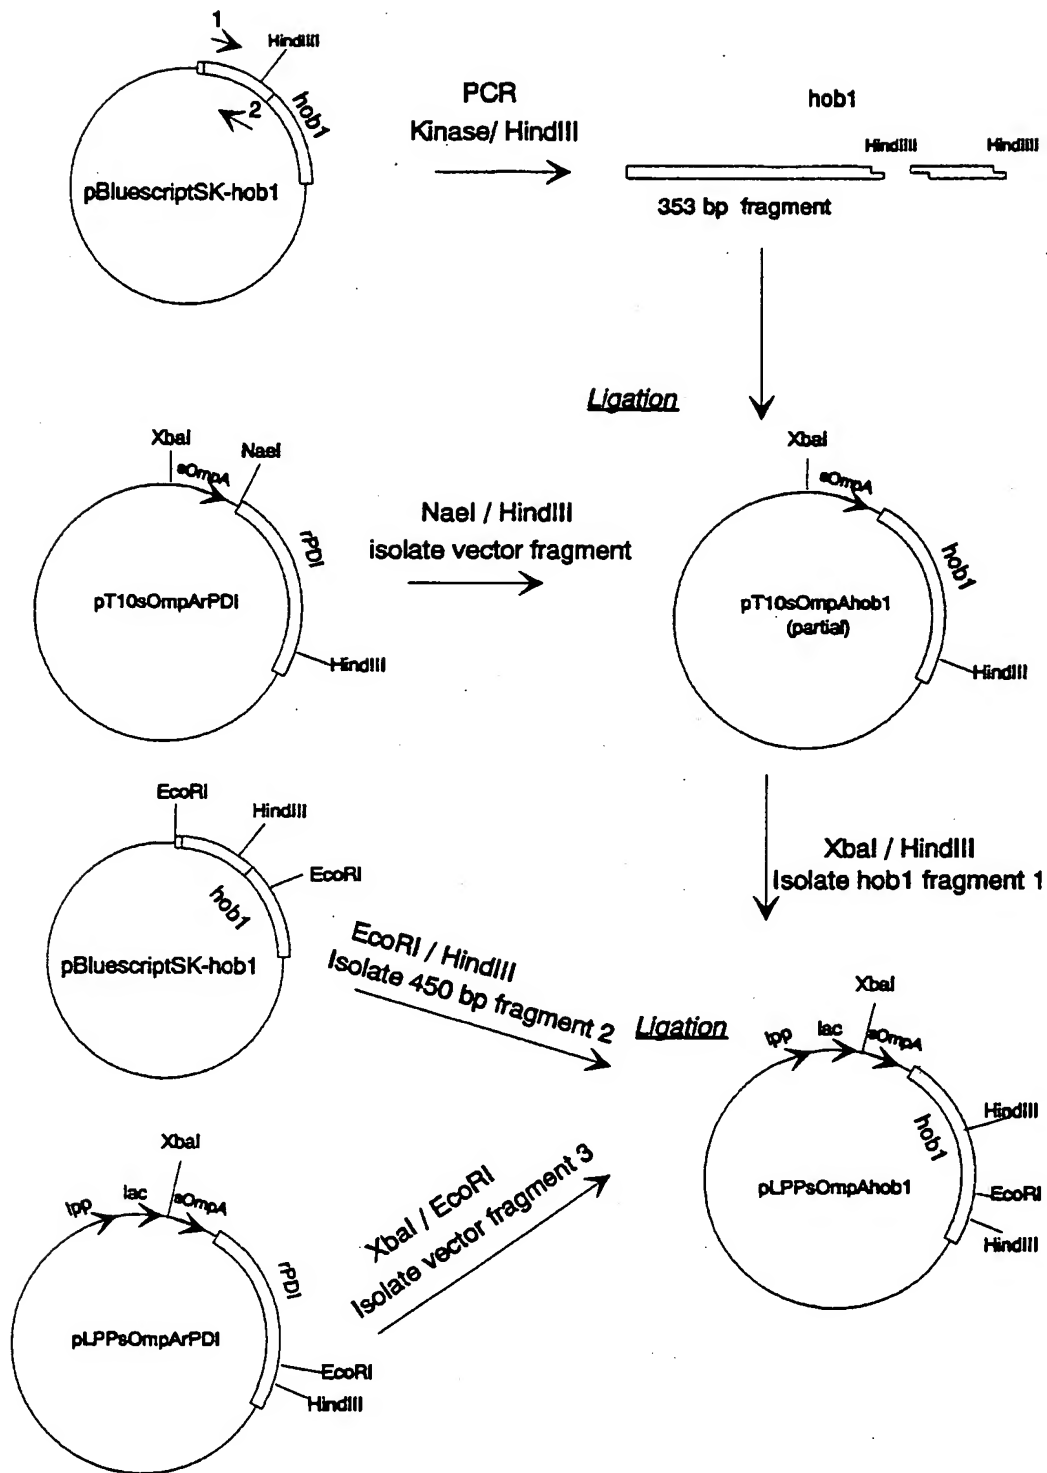 1
HindIII
hob1
2
pBluescriptSK-hob1
PCR
Kinase/ HindIII
hob1
HindIII
HindIII
353 bp fragment
Ligation
XbaI
sOmpA
NaeI
rPDI
pT10sOmpArPDI
HindIII
NaeI / HindIII
isolate vector fragment
XbaI
sOmpA
hob1
pT10sOmpAhob1
(partial)
HindIII
EcoRI
HindIII
EcoRI
hob1
pBluescriptSK-hob1
EcoRI / HindIII
Isolate 450 bp fragment 2
XbaI / HindIII
Isolate hob1 fragment 1
Ligation
XbaI
lpp
lac
sOmpA
HindIII
hob1
pLPPsOmpAhob1
EcoRI
HindIII
XbaI
lpp
lac
sOmpA
rPDI
pLPPsOmpArPDI
EcoRI
HindIII
XbaI / EcoRI
Isolate vector fragment 3